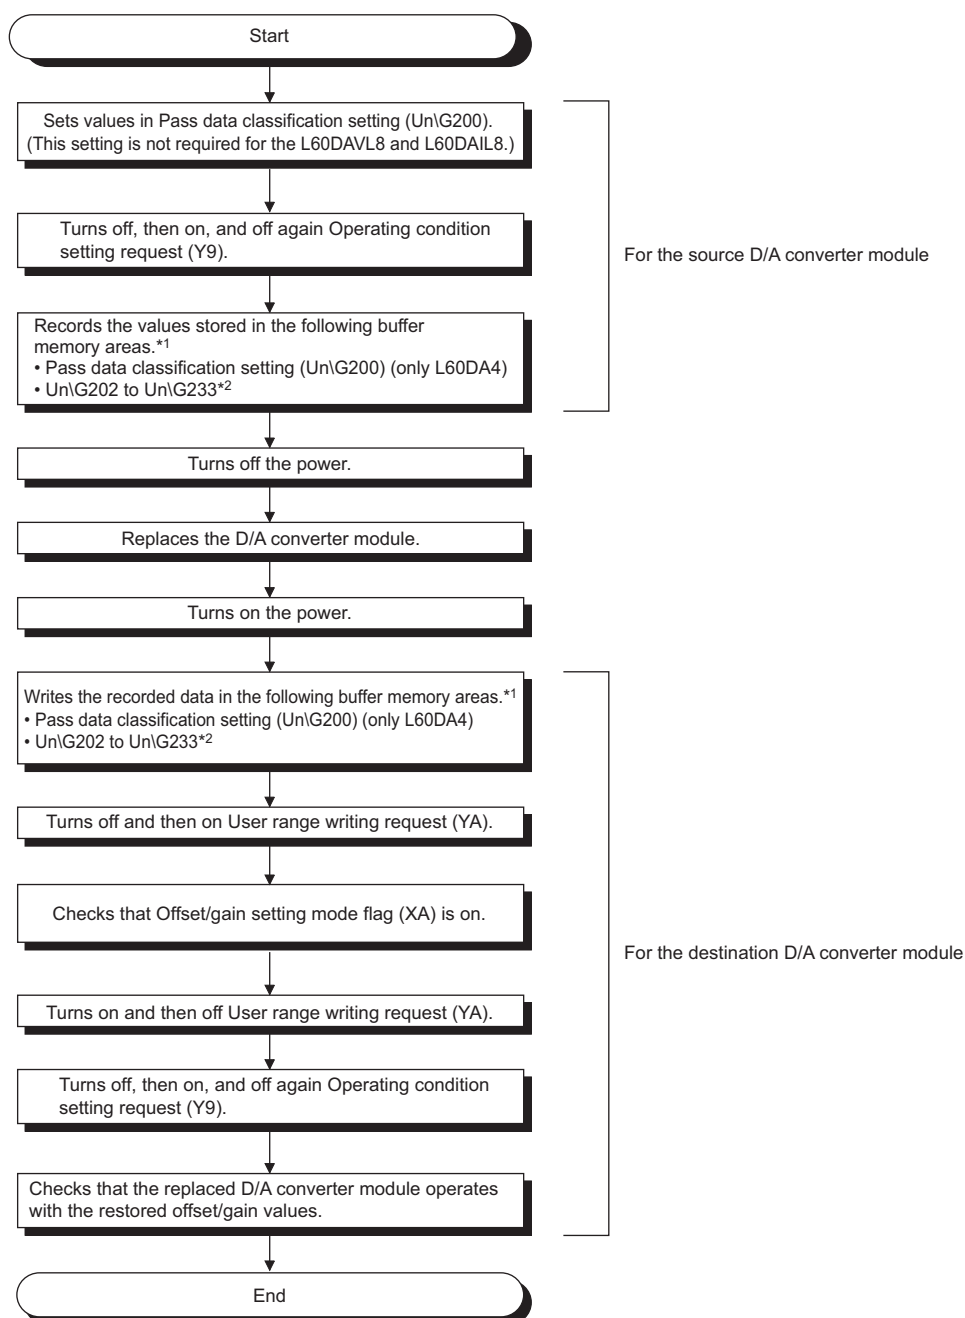 Start
Sets values in Pass data classification setting (Un\G200).
(This setting is not required for the L60DAVL8 and L60DAIL8.)
Turns off, then on, and off again Operating condition
setting request (Y9).
For the source D/A converter module
Records the values stored in the following buffer
memory areas.*1
• Pass data classification setting (Un\G200) (only L60DA4)
• Un\G202 to Un\G233*2
Turns off the power.
Replaces the D/A converter module.
Turns on the power.
Writes the recorded data in the following buffer memory areas.*1
• Pass data classification setting (Un\G200) (only L60DA4)
• Un\G202 to Un\G233*2
Turns off and then on User range writing request (YA).
Checks that Offset/gain setting mode flag (XA) is on.
For the destination D/A converter module
Turns on and then off User range writing request (YA).
Turns off, then on, and off again Operating condition
setting request (Y9).
Checks that the replaced D/A converter module operates
with the restored offset/gain values.
End